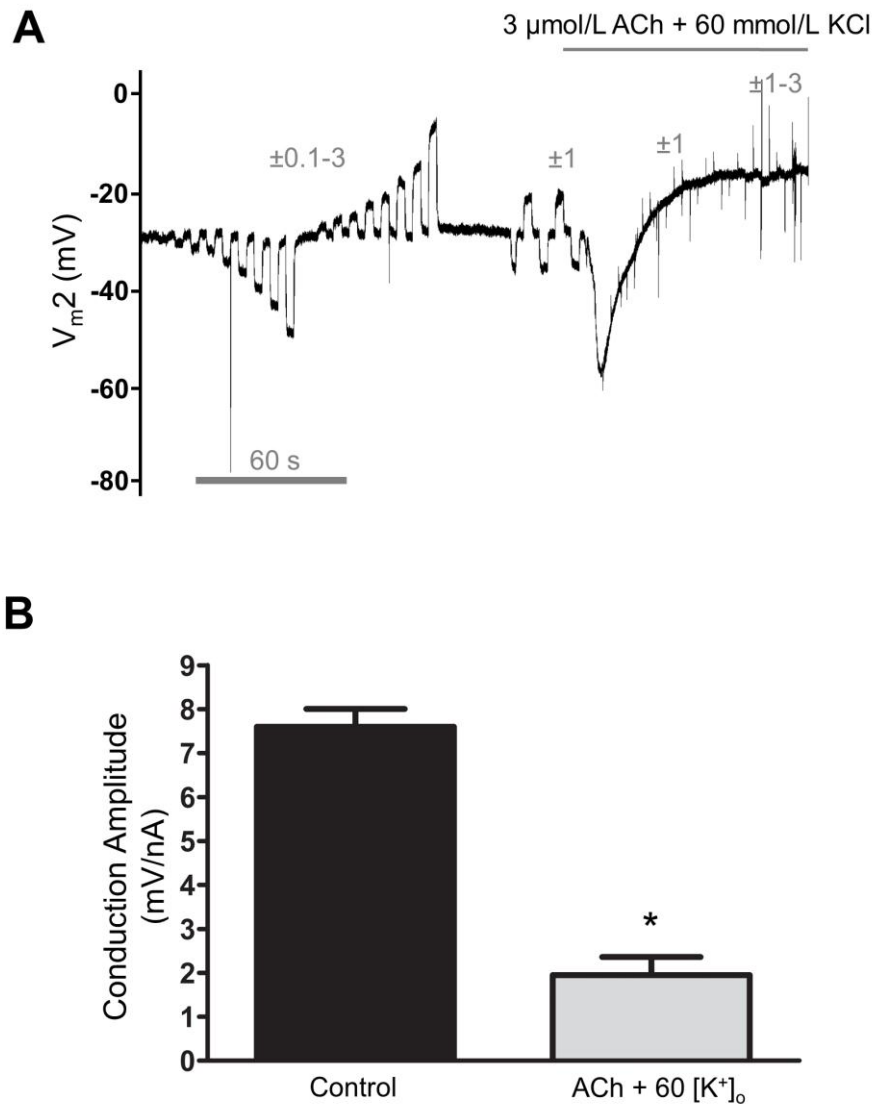 A
3 μmol/L ACh + 60 mmol/L KCl
0
-20
-40
-60
-80
Vm2 (mV)
±0.1-3
±1
±1
±1-3
60 s
B
9
8
7
6
5
4
3
2
1
0
Conduction Amplitude
(mV/nA)
*
Control
ACh + 60 [K⁺]ₒ